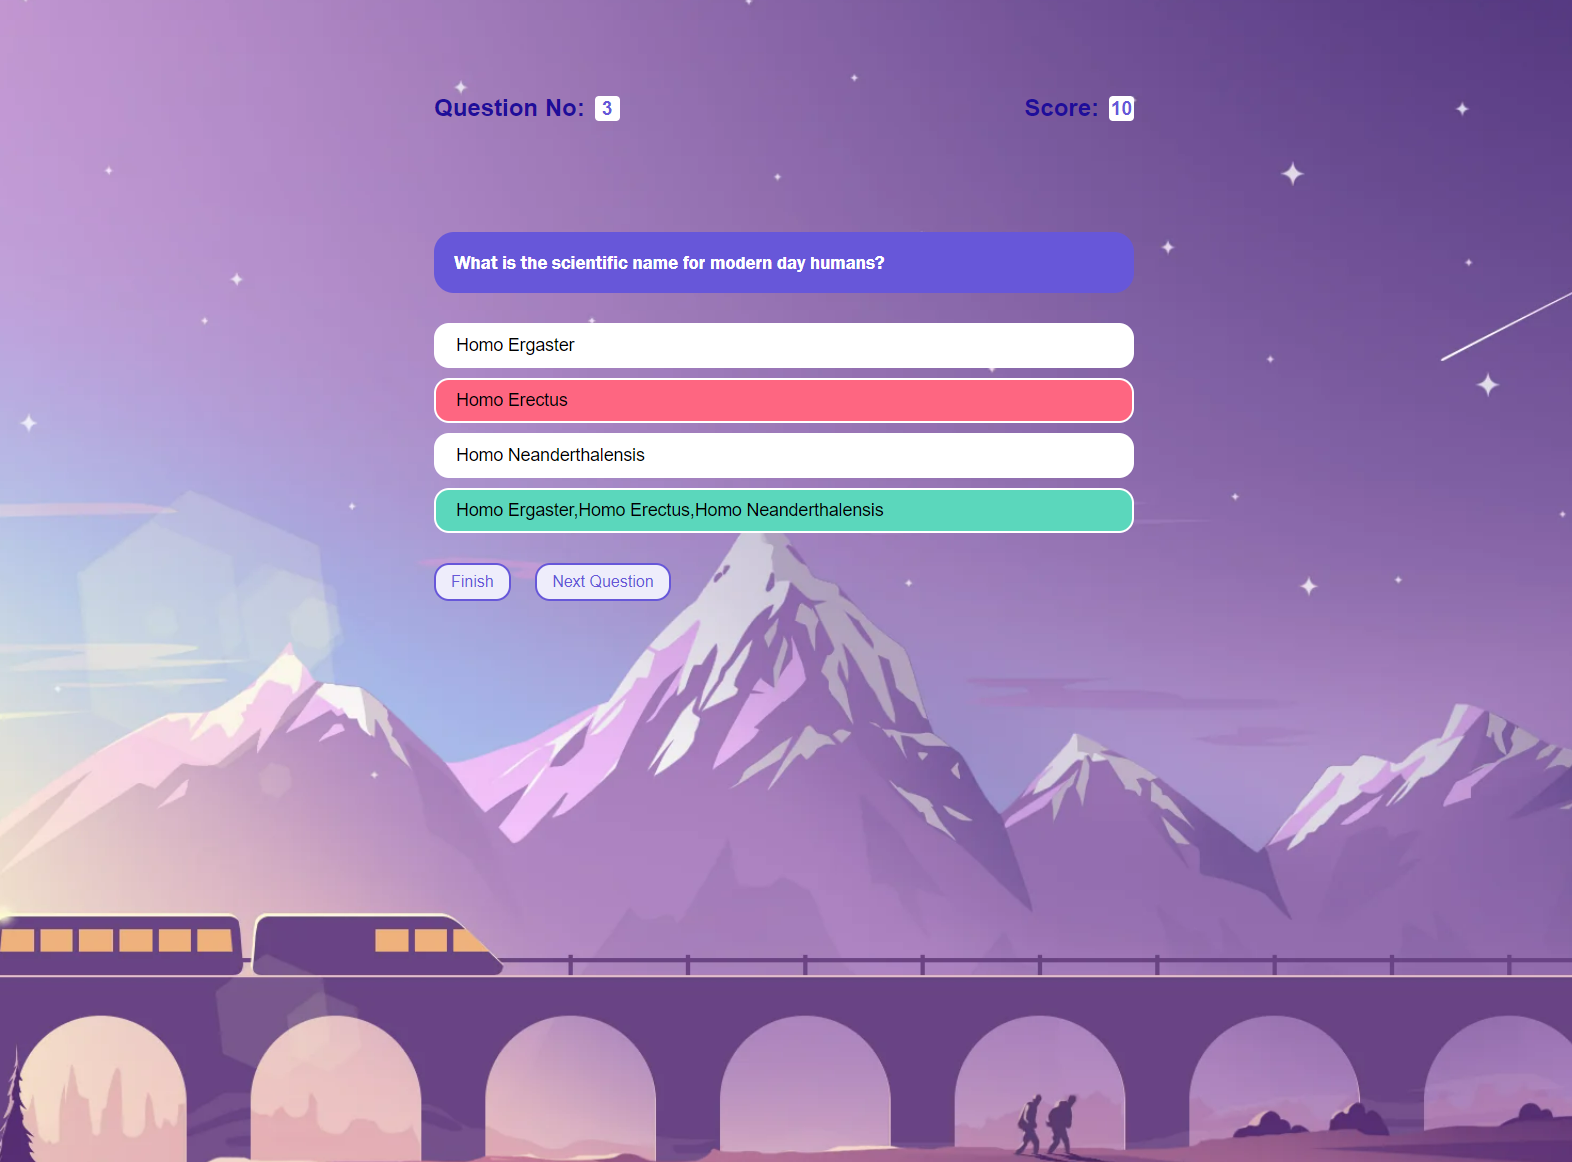 Question No: 3
Score: 10
What is the scientific name for modern day humans?
Homo Ergaster
Homo Erectus
Homo Neanderthalensis
Homo Ergaster,Homo Erectus,Homo Neanderthalensis
Finish
Next Question